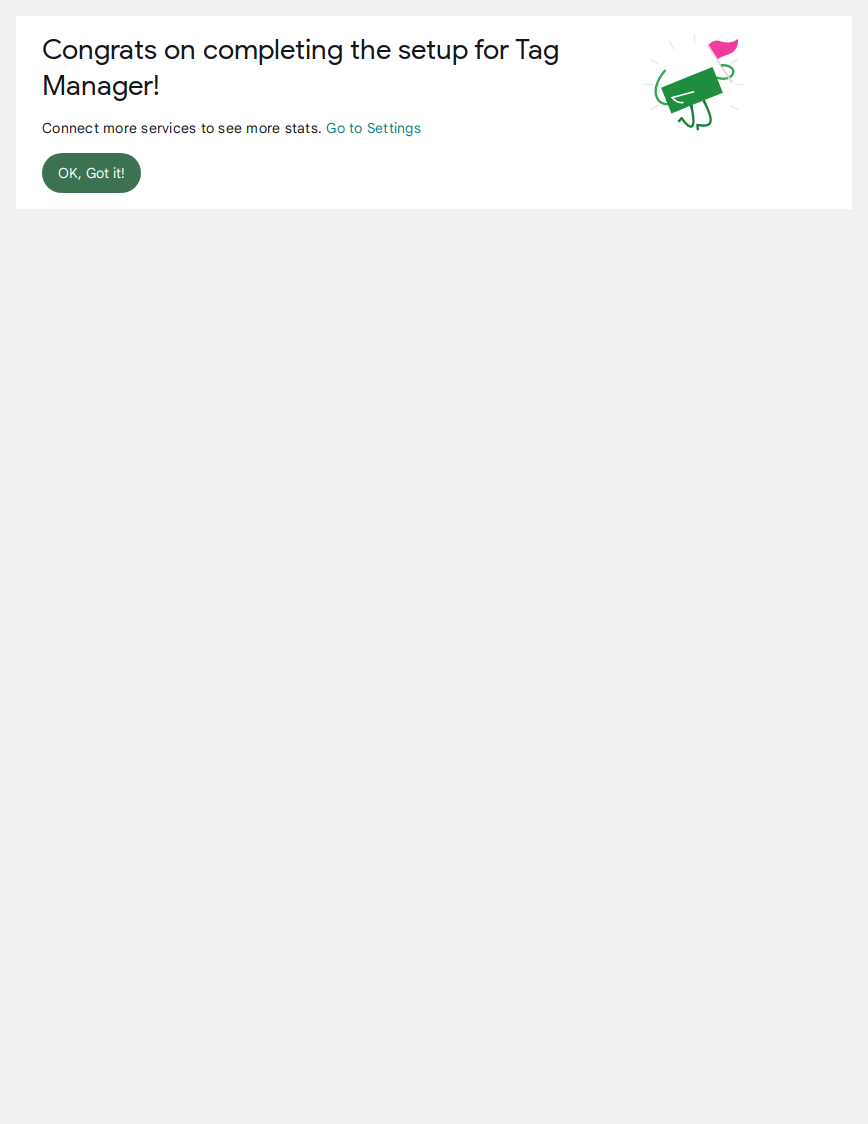 Congrats on completing the setup for Tag
Manager!
Connect more services to see more stats. Go to Settings
OK, Got it!